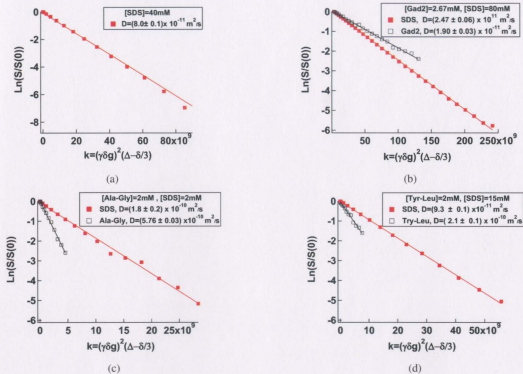 [SDS]=40mM
D=(8.0± 0.1)x 10⁻¹¹ m²/s
Ln(S/S(0))
0
-2
-4
-6
-8
0 20 40 60 80x10⁹
k=(γδg)²(Δ-δ/3)
(a)
[Gad2]=2.67mM, [SDS]=80mM
SDS, D=(2.47 ± 0.06) x 10⁻¹¹ m²/s
Gad2, D=(1.90 ± 0.03) x 10⁻¹¹ m²/s
Ln(S/S(0))
0
-1
-2
-3
-4
-5
-6
50 100 150 200 250x10⁹
k=(γδg)²(Δ-δ/3)
(b)
[Ala-Gly]=2mM , [SDS]=2mM
SDS, D=(1.8 ± 0.2) x 10⁻¹⁰ m²/s
Ala-Gly, D=(5.76 ± 0.03) x10⁻¹⁰ m²/s
Ln(S/S(0))
0
-1
-2
-3
-4
-5
-6
0 5 10 15 20 25x10⁹
k=(γδg)²(Δ-δ/3)
(c)
[Tyr-Leu]=2mM, [SDS]=15mM
SDS, D=(9.3 ± 0.1) x10⁻¹¹ m²/s
Try-Leu, D=( 2.1 ± 0.1) x 10⁻¹⁰ m²/s
Ln(S/S(0))
0
-1
-2
-3
-4
-5
-6
0 10 20 30 40 50x10⁹
k=(γδg)²(Δ-δ/3)
(d)